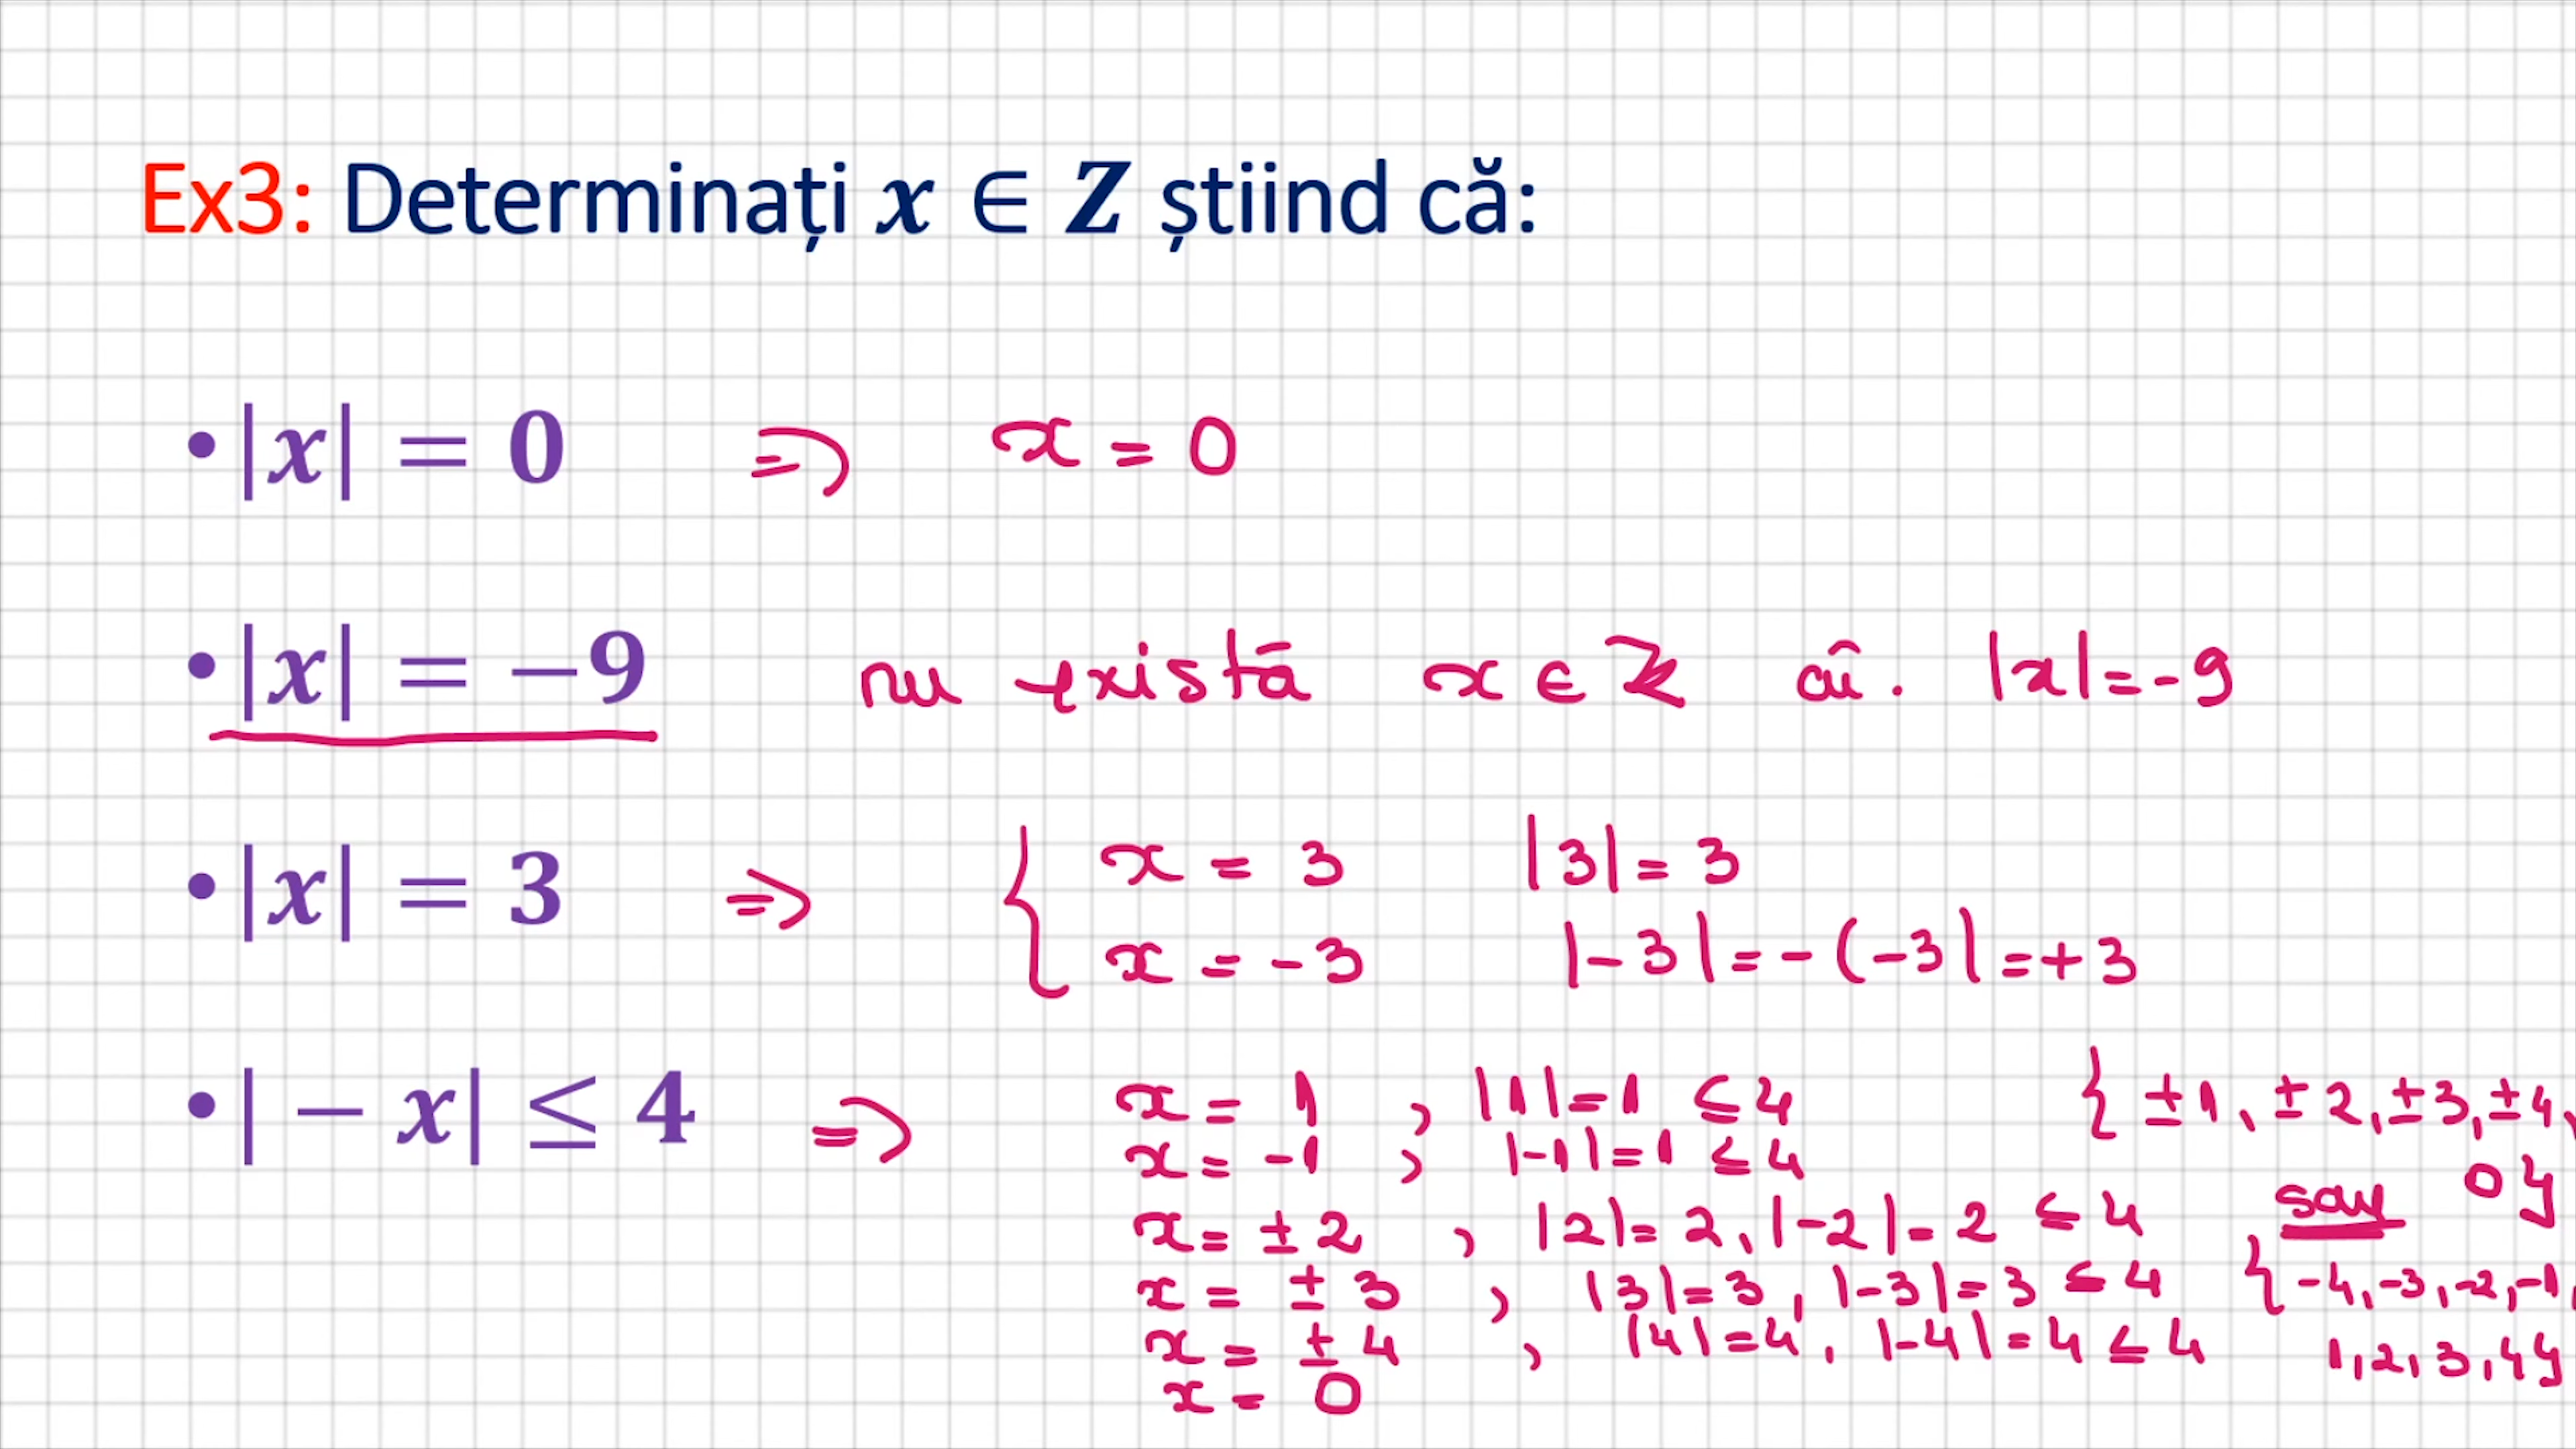 Ex3: Determinați x ∈ Z știind că:
• |x| = 0 => x = 0
• |x| = −9 nu există x ∈ Z aî. |x| = -9
• |x| = 3 => { x = 3 |3| = 3
x = -3 |-3| = -(-3) = +3
• | − x| ≤ 4 => x = 1 , |1| = 1 ≤ 4 { ±1, ±2, ±3, ±4,
x = -1 , |-1| = 1 ≤ 4 0}
x = ±2 , |2| = 2, |-2| = 2 ≤ 4 sau
x = ±3 , |3| = 3, |-3| = 3 ≤ 4 { -4, -3, -2, -1,
x = ±4 , |4| = 4, |-4| = 4 ≤ 4 1, 2, 3, 4}
x = 0